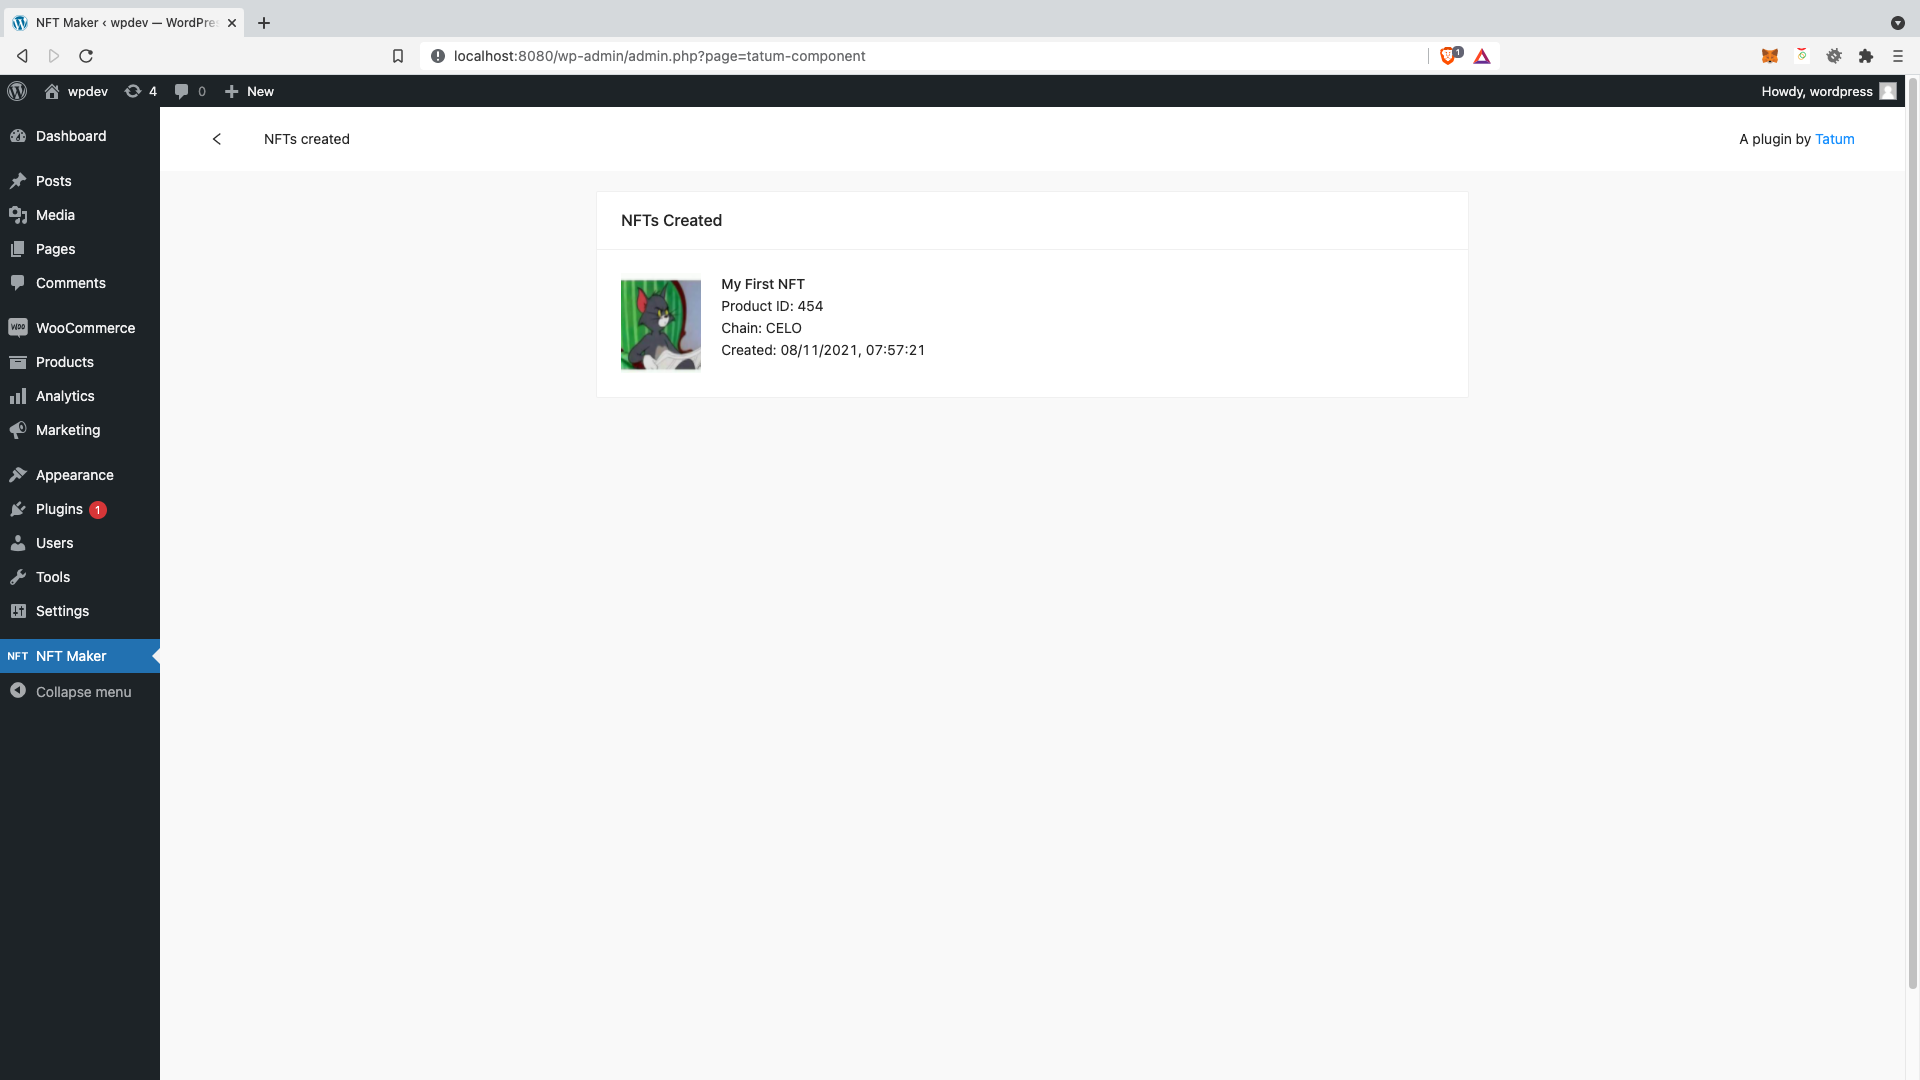 NFT Maker ‹ wpdev — WordPre
localhost:8080/wp-admin/admin.php?page=tatum-component
1
wpdev
4
0
New
Howdy, wordpress
Dashboard
Posts
Media
Pages
Comments
WOO WooCommerce
Products
Analytics
Marketing
Appearance
Plugins 1
Users
Tools
Settings
NFT NFT Maker
Collapse menu
NFTs created
A plugin by Tatum
NFTs Created
My First NFT
Product ID: 454
Chain: CELO
Created: 08/11/2021, 07:57:21